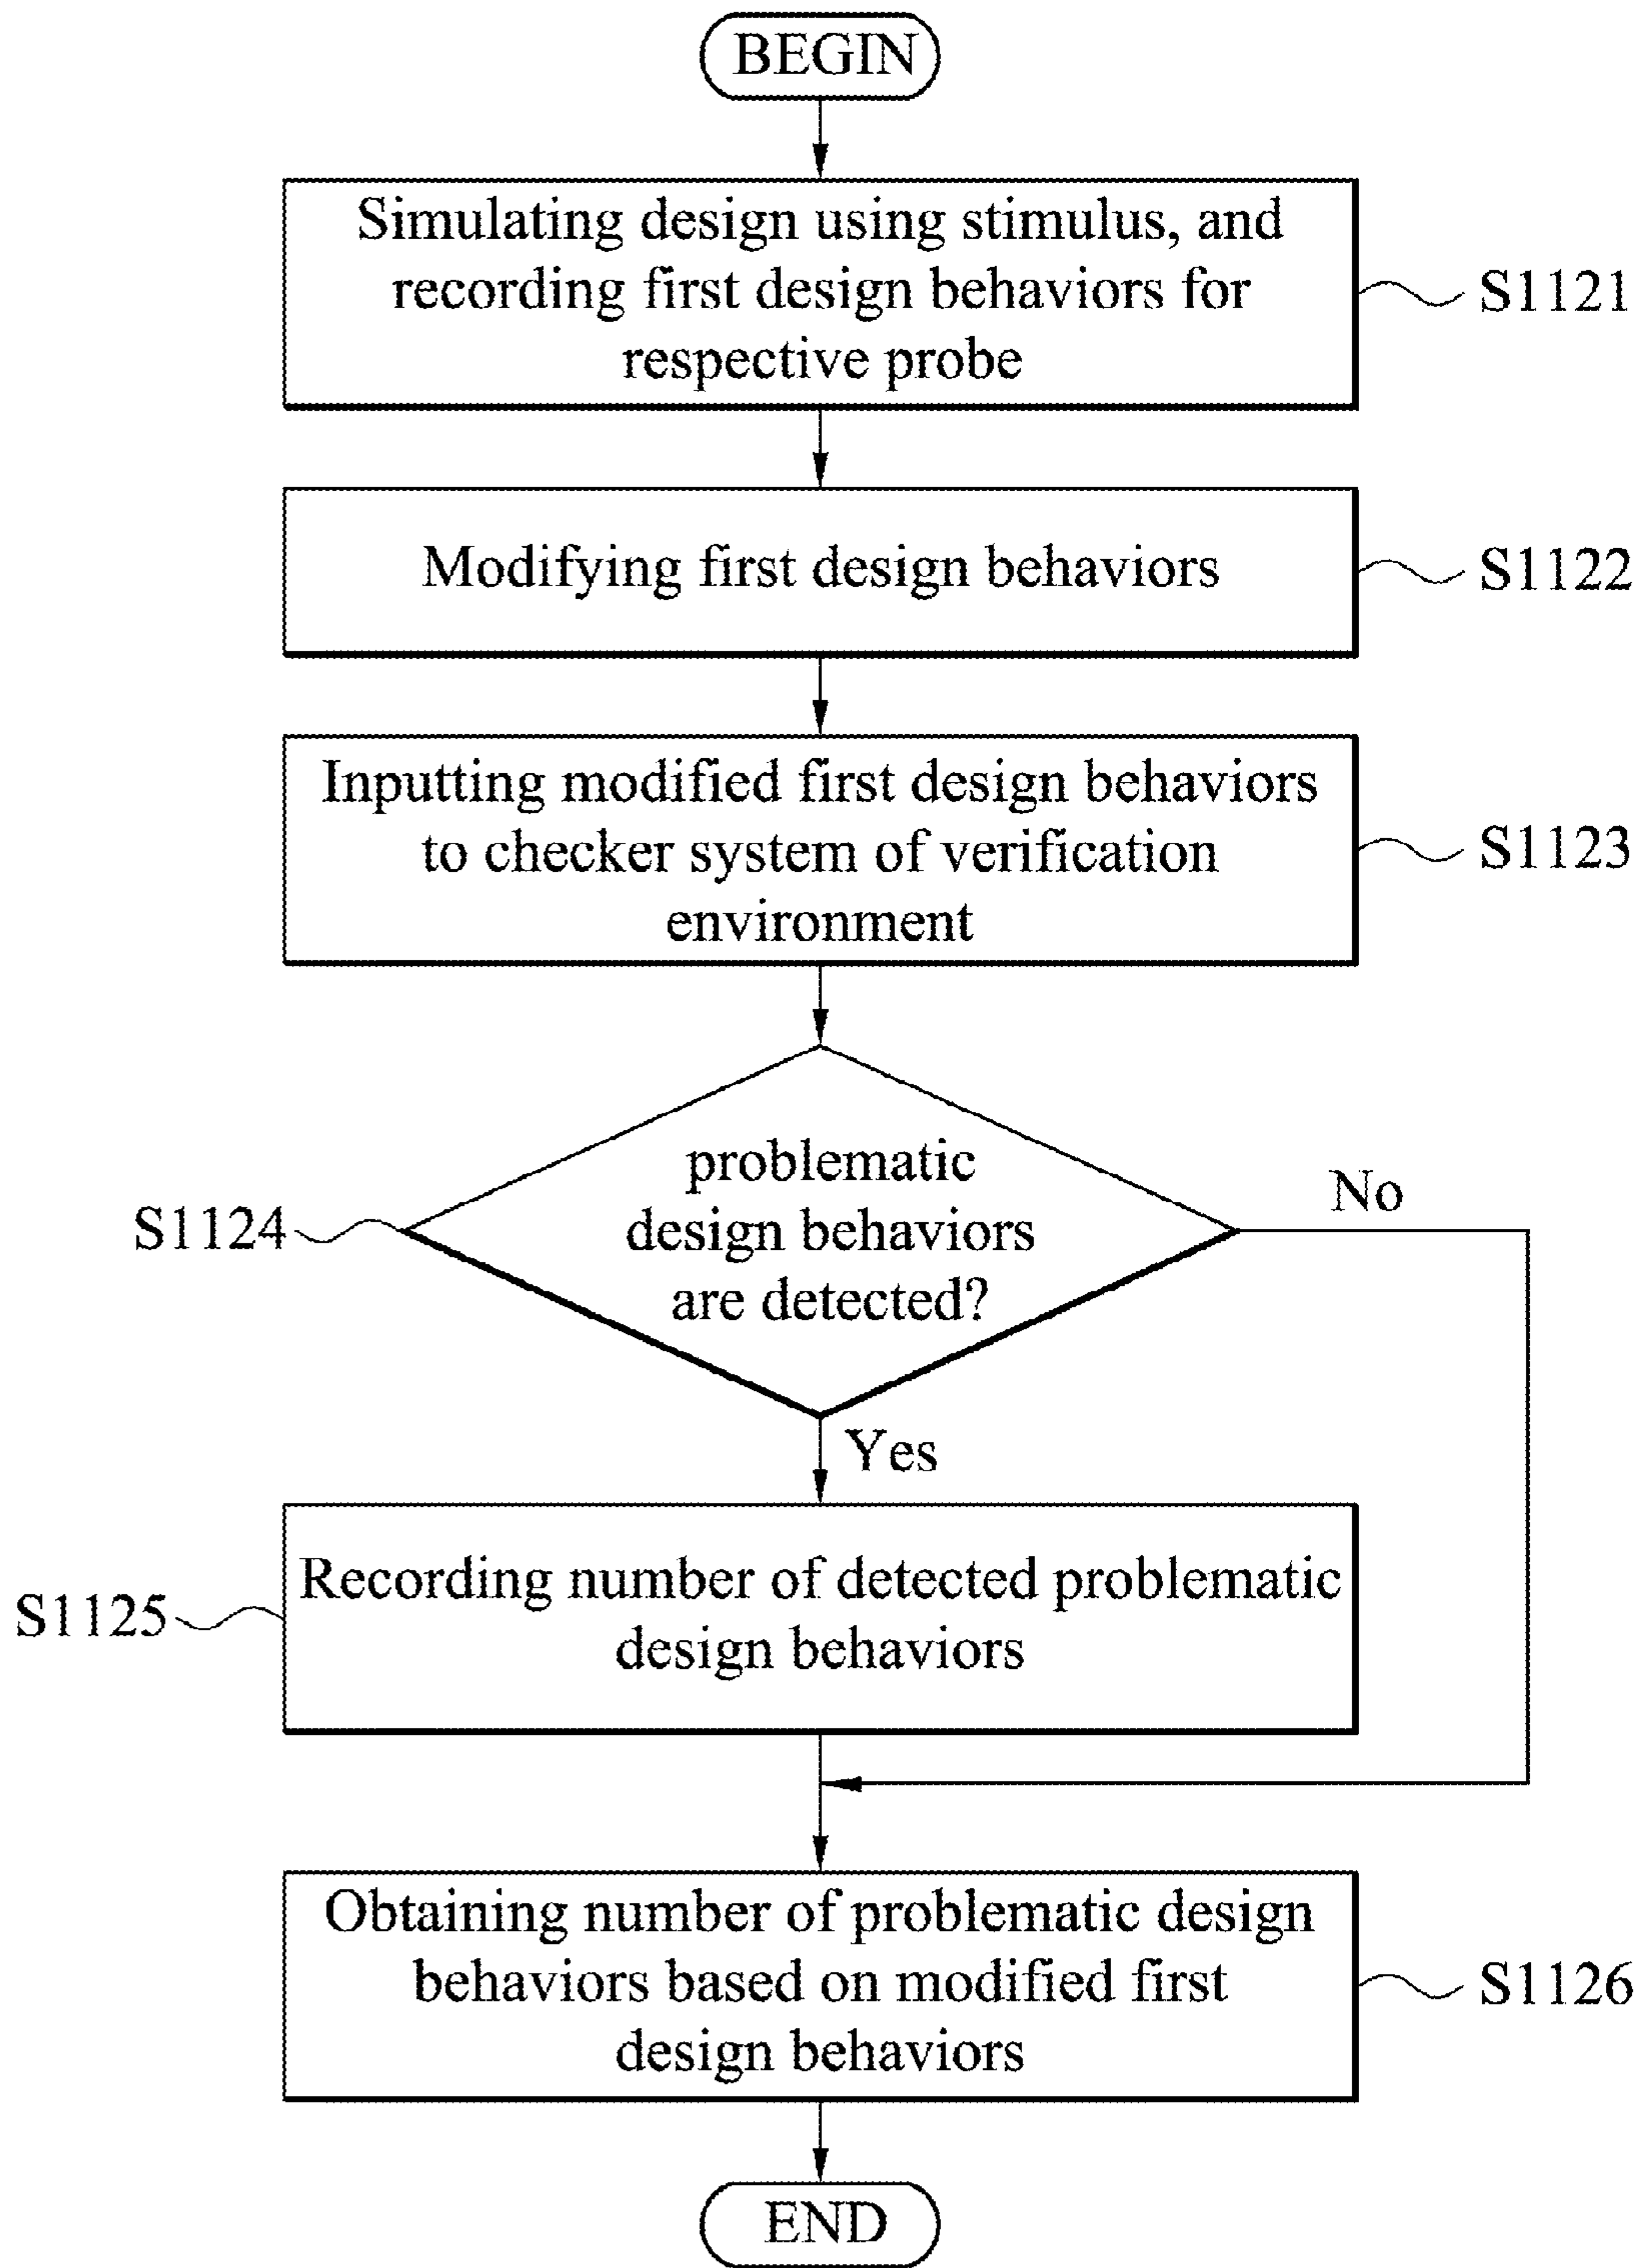 BEGIN
Simulating design using stimulus, and
recording first design behaviors for
respective probe
S1121
Modifying first design behaviors
S1122
Inputting modified first design behaviors
to checker system of verification
environment
S1123
problematic
design behaviors
are detected?
S1124
No
Yes
Recording number of detected problematic
design behaviors
S1125
Obtaining number of problematic design
behaviors based on modified first
design behaviors
S1126
END